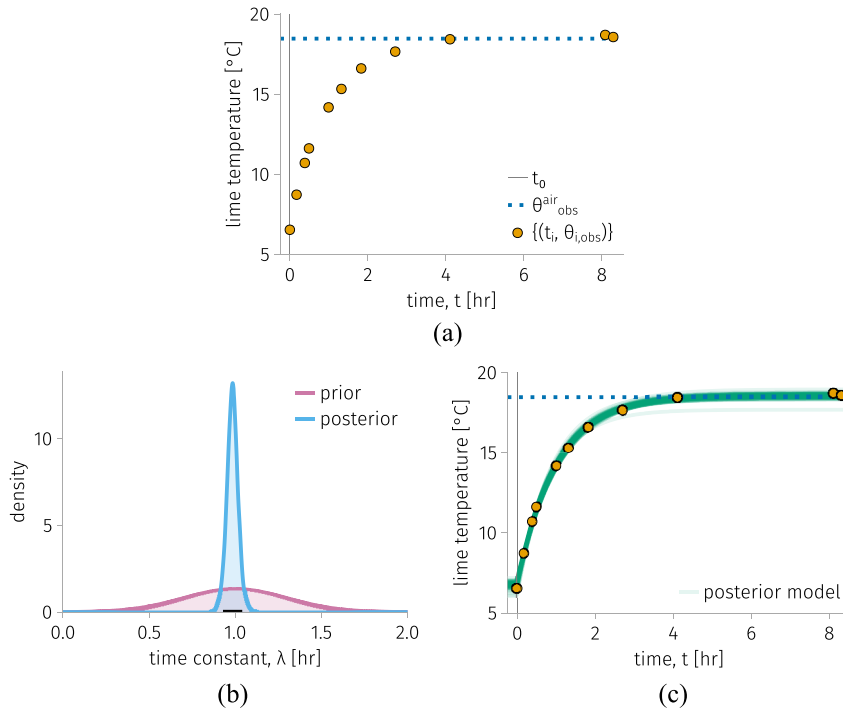 20
15
10
5
lime temperature [°C]
t₀
θᵃⁱʳobs
{(tᵢ, θᵢ,obs)}
0 2 4 6 8
time, t [hr]
(a)
prior
posterior
10
5
0
density
0.0 0.5 1.0 1.5 2.0
time constant, λ [hr]
(b)
20
15
10
5
lime temperature [°C]
posterior model
0 2 4 6 8
time, t [hr]
(c)